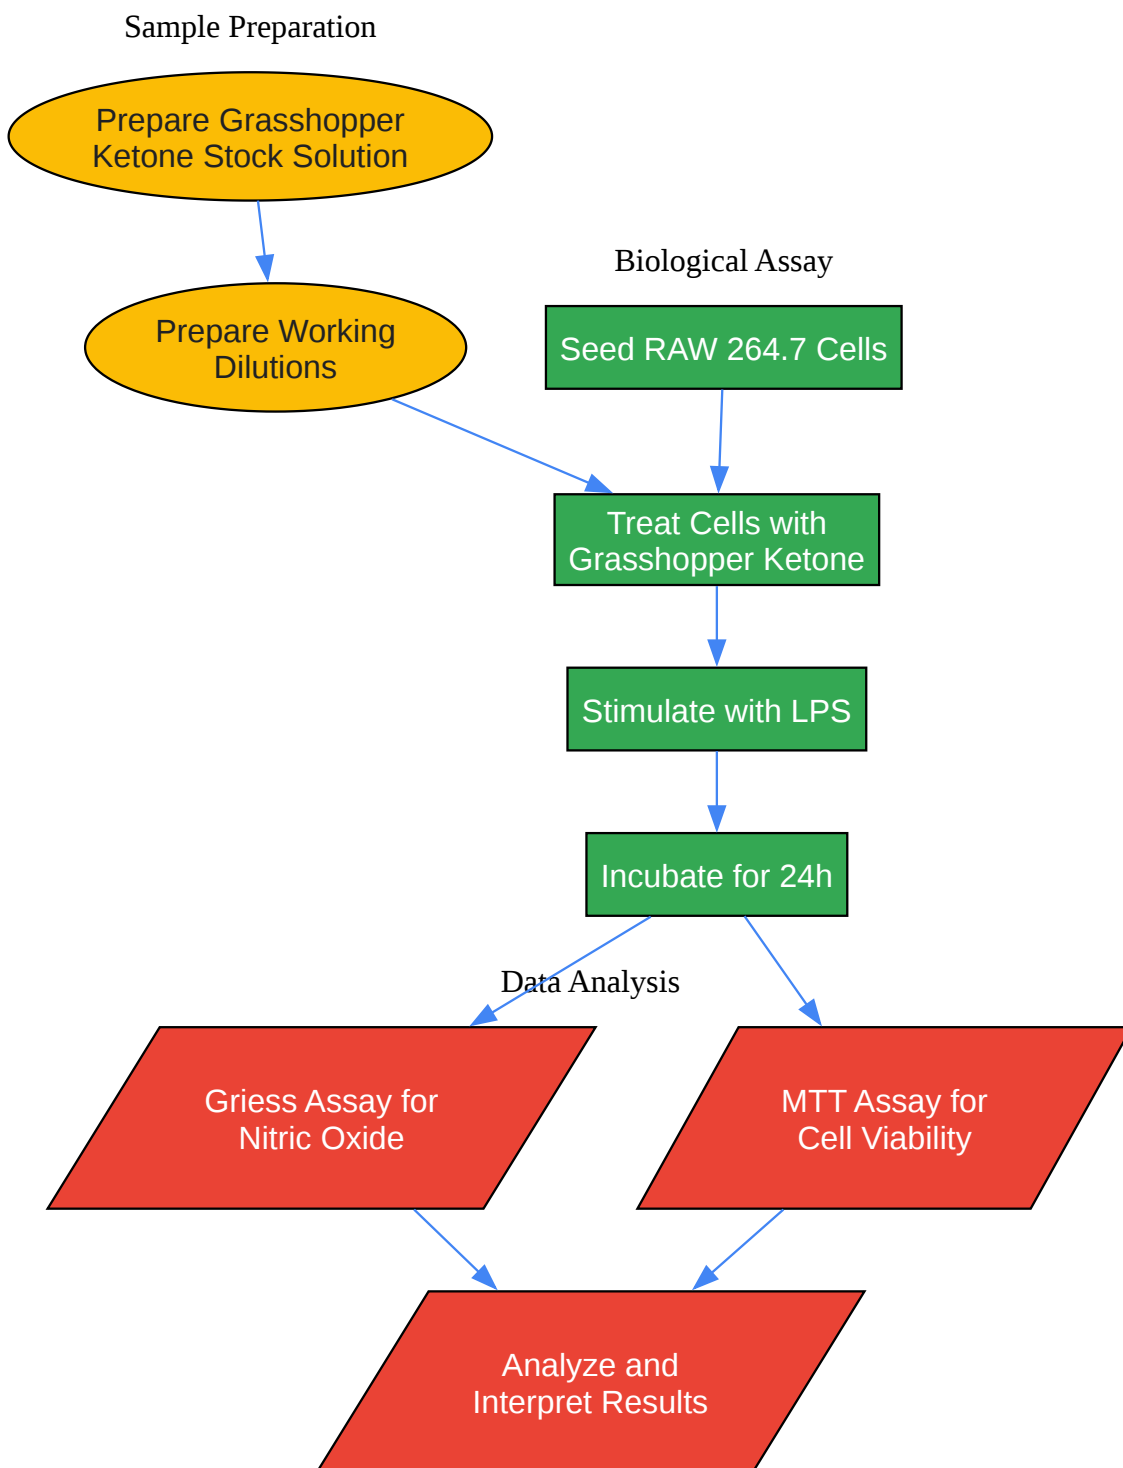 Sample Preparation
Prepare Grasshopper
Ketone Stock Solution
Prepare Working
Dilutions
Biological Assay
Seed RAW 264.7 Cells
Treat Cells with
Grasshopper Ketone
Stimulate with LPS
Incubate for 24h
Data Analysis
Griess Assay for
Nitric Oxide
MTT Assay for
Cell Viability
Analyze and
Interpret Results